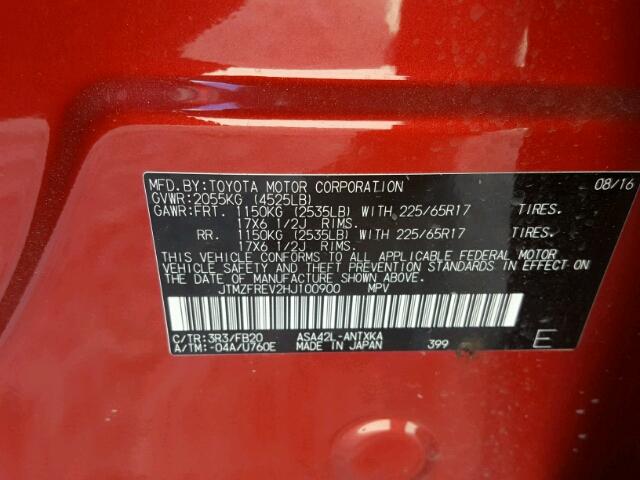 MFD.BY:TOYOTA MOTOR CORPORATION 08/16
GVWR:2055KG (4525LB)
GAWR:FRT. 1150KG (2535LB) WITH 225/65R17 TIRES.
17X6 1/2J RIMS.
RR. 1150KG (2535LB) WITH 225/65R17 TIRES.
17X6 1/2J RIMS.
THIS VEHICLE CONFORMS TO ALL APPLICABLE FEDERAL MOTOR
VEHICLE SAFETY AND THEFT PREVENTION STANDARDS IN EFFECT ON
THE DATE OF MANUFACTURE SHOWN ABOVE.
JTMZFREV2HJ100900 MPV
C/TR:3R3/FB20 ASA42L-ANTXKA
A/TM:-04A/U760E MADE IN JAPAN 399 E